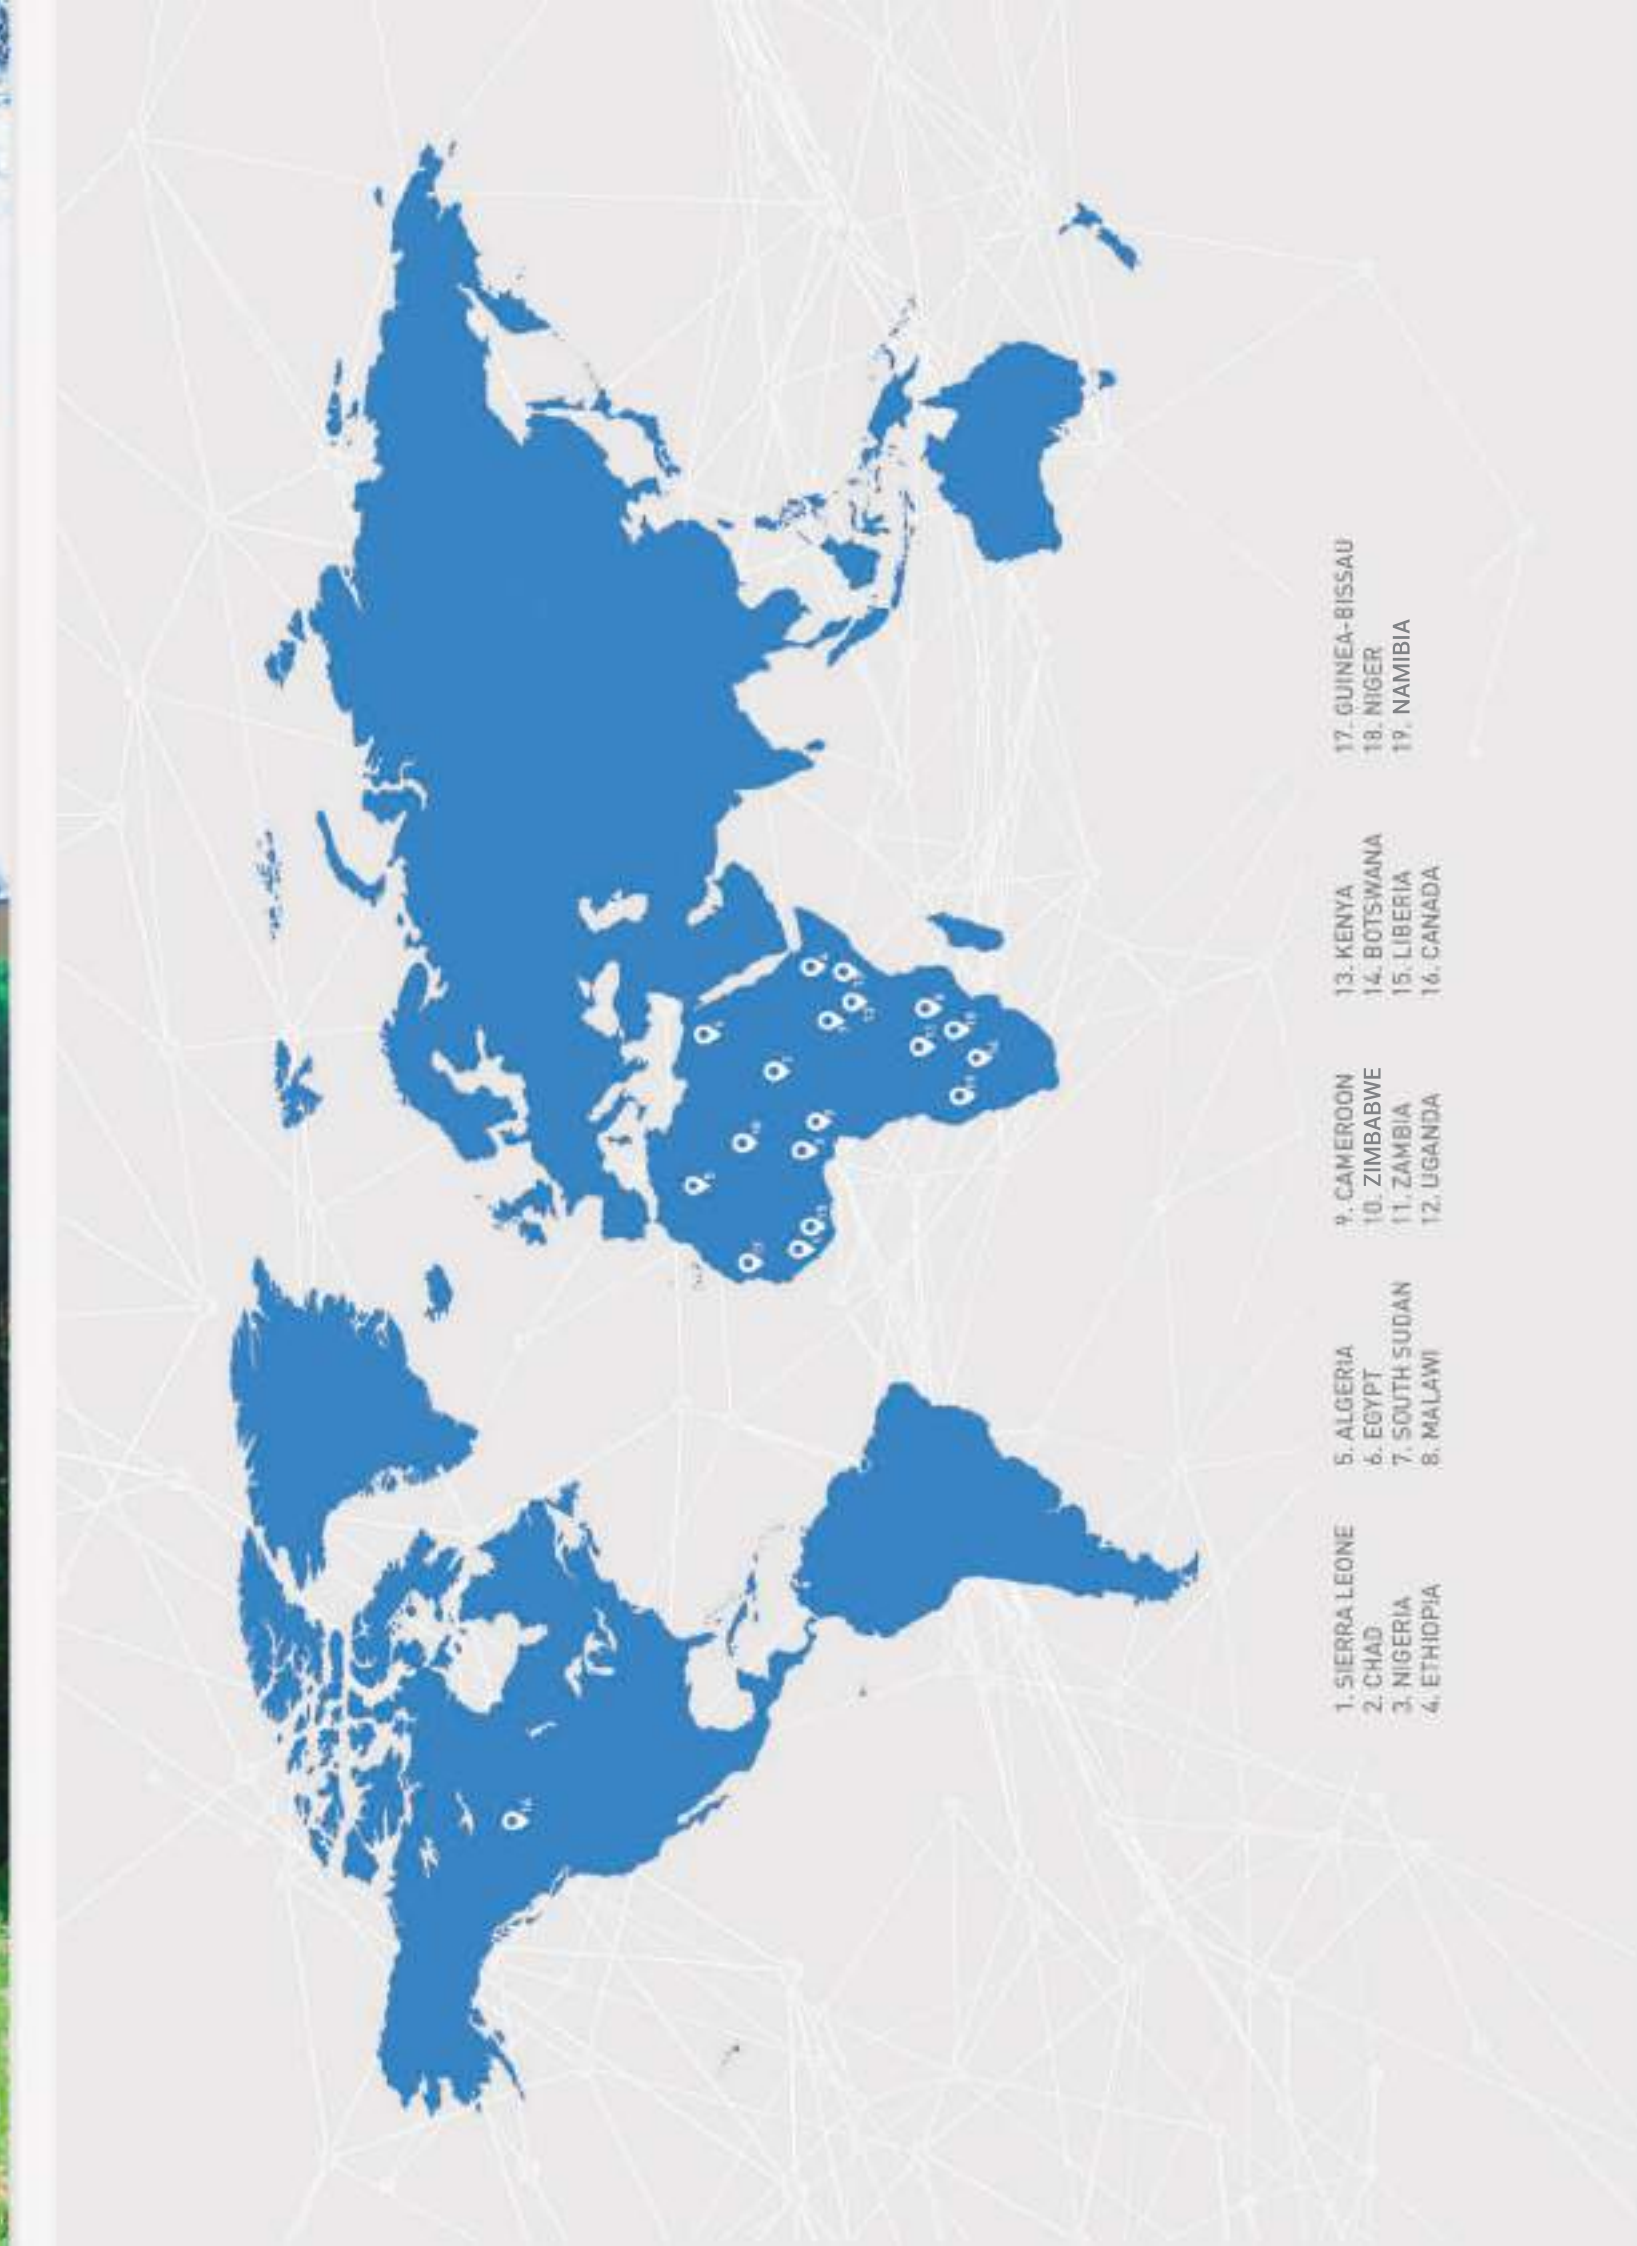 1. SIERRA LEONE
2. CHAD
3. NIGERIA
4. ETHIOPIA
5. ALGERIA
6. EGYPT
7. SOUTH SUDAN
8. MALAWI
9. CAMEROON
10. ZIMBABWE
11. ZAMBIA
12. UGANDA
13. KENYA
14. BOTSWANA
15. LIBERIA
16. CANADA
17. GUINEA-BISSAU
18. NIGER
19. NAMIBIA